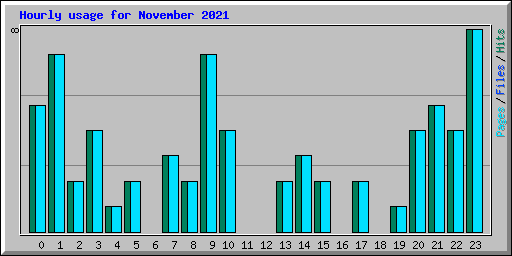 Hourly usage for November 2021
8
Pages/Files/Hits
0 1 2 3 4 5 6 7 8 9 10 11 12 13 14 15 16 17 18 19 20 21 22 23